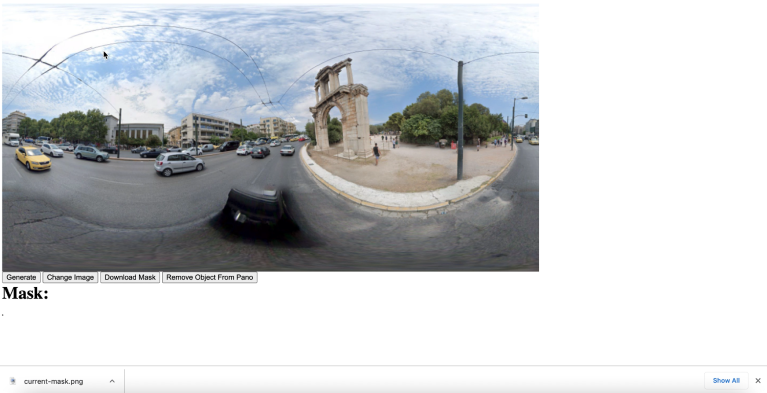 Generate Change Image Download Mask Remove Object From Pano
Mask:
current-mask.png
Show All